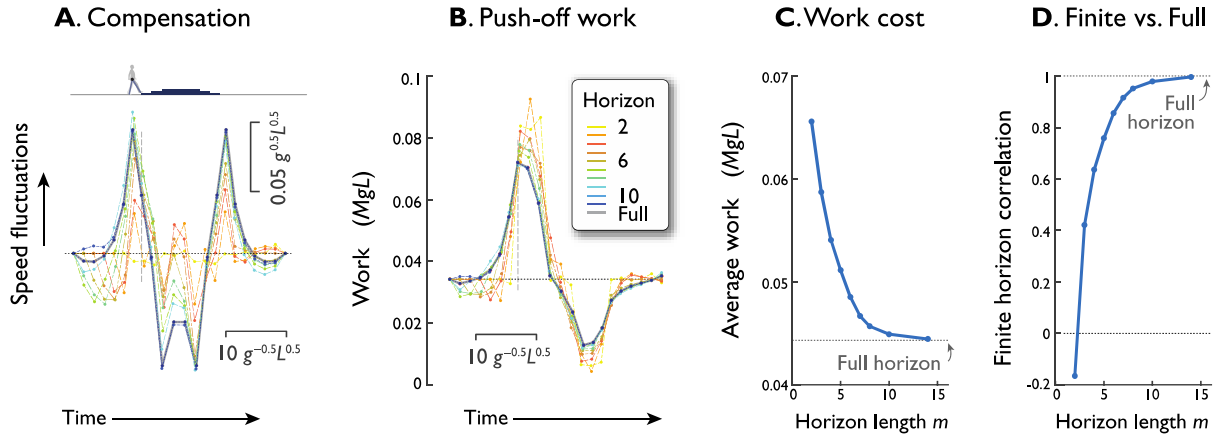 A. Compensation
Speed fluctuations
0.05 g^0.5L^0.5
10 g^-0.5L^0.5
Time
B. Push-off work
0.1
0.08
0.06
0.04
0.02
0
Work (MgL)
Horizon
2
6
10
Full
10 g^-0.5L^0.5
Time
C. Work cost
0.07
0.06
0.05
0.04
Average work (MgL)
Full horizon
0
5
10
15
Horizon length m
D. Finite vs. Full
1
0.8
0.6
0.4
0.2
0
-0.2
Finite horizon correlation
Full
horizon
0
5
10
15
Horizon length m